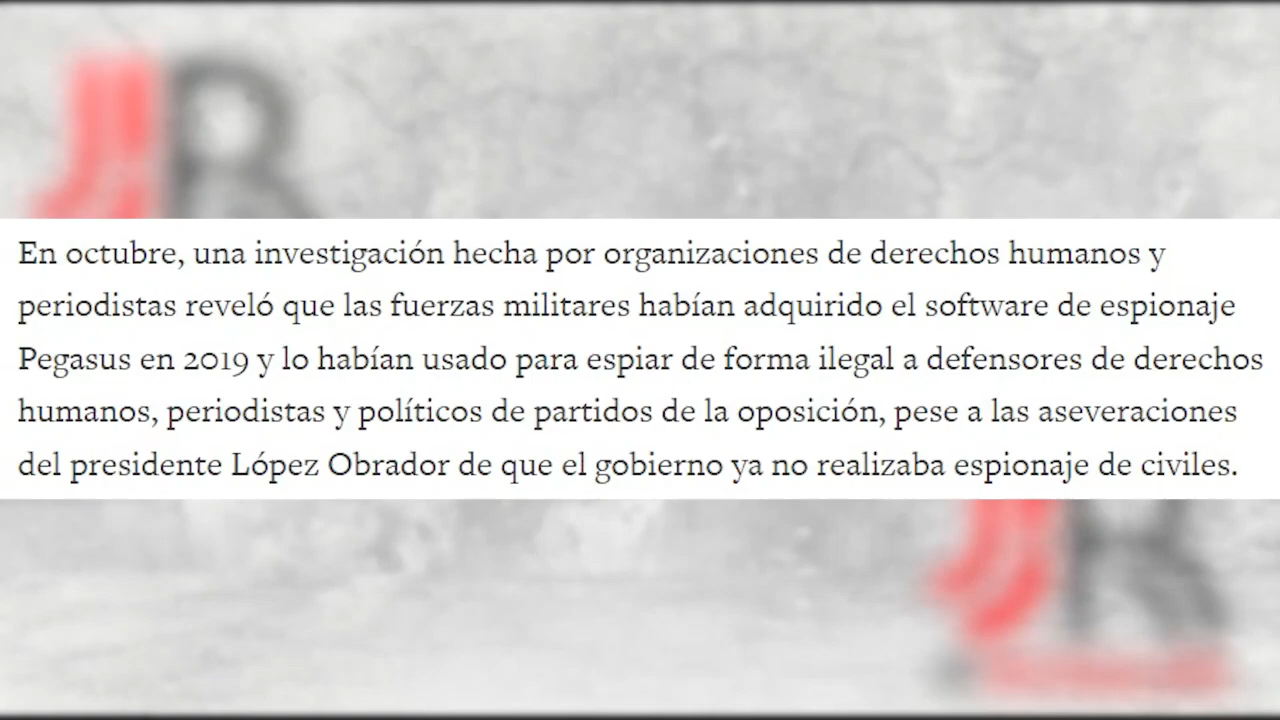 En octubre, una investigación hecha por organizaciones de derechos humanos y
periodistas reveló que las fuerzas militares habían adquirido el software de espionaje
Pegasus en 2019 y lo habían usado para espiar de forma ilegal a defensores de derechos
humanos, periodistas y políticos de partidos de la oposición, pese a las aseveraciones
del presidente López Obrador de que el gobierno ya no realizaba espionaje de civiles.